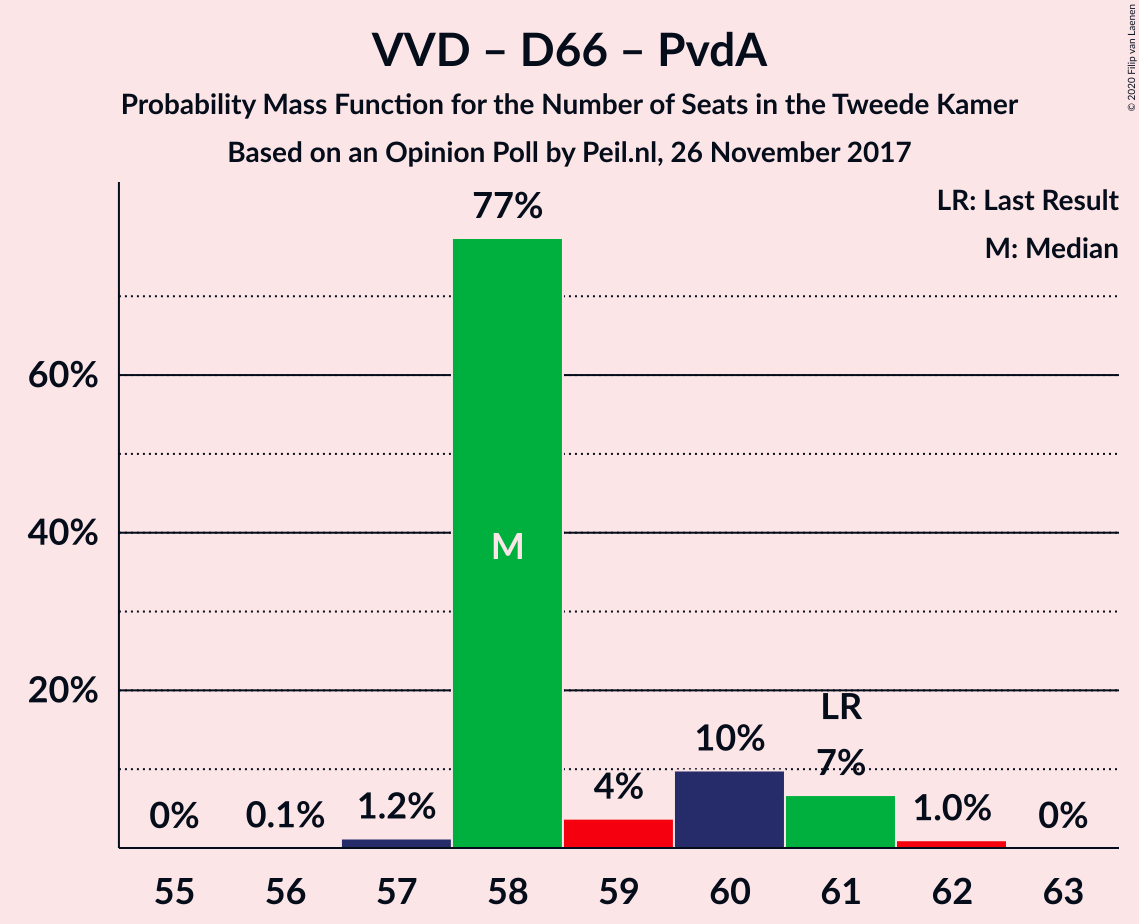 VVD – D66 – PvdA
Probability Mass Function for the Number of Seats in the Tweede Kamer
Based on an Opinion Poll by Peil.nl, 26 November 2017
© 2020 Filip van Laenen
LR: Last Result
M: Median
77%
60%
40%
20%
M
LR
0%
0.1%
1.2%
4%
10%
7%
1.0%
0%
55 56 57 58 59 60 61 62 63